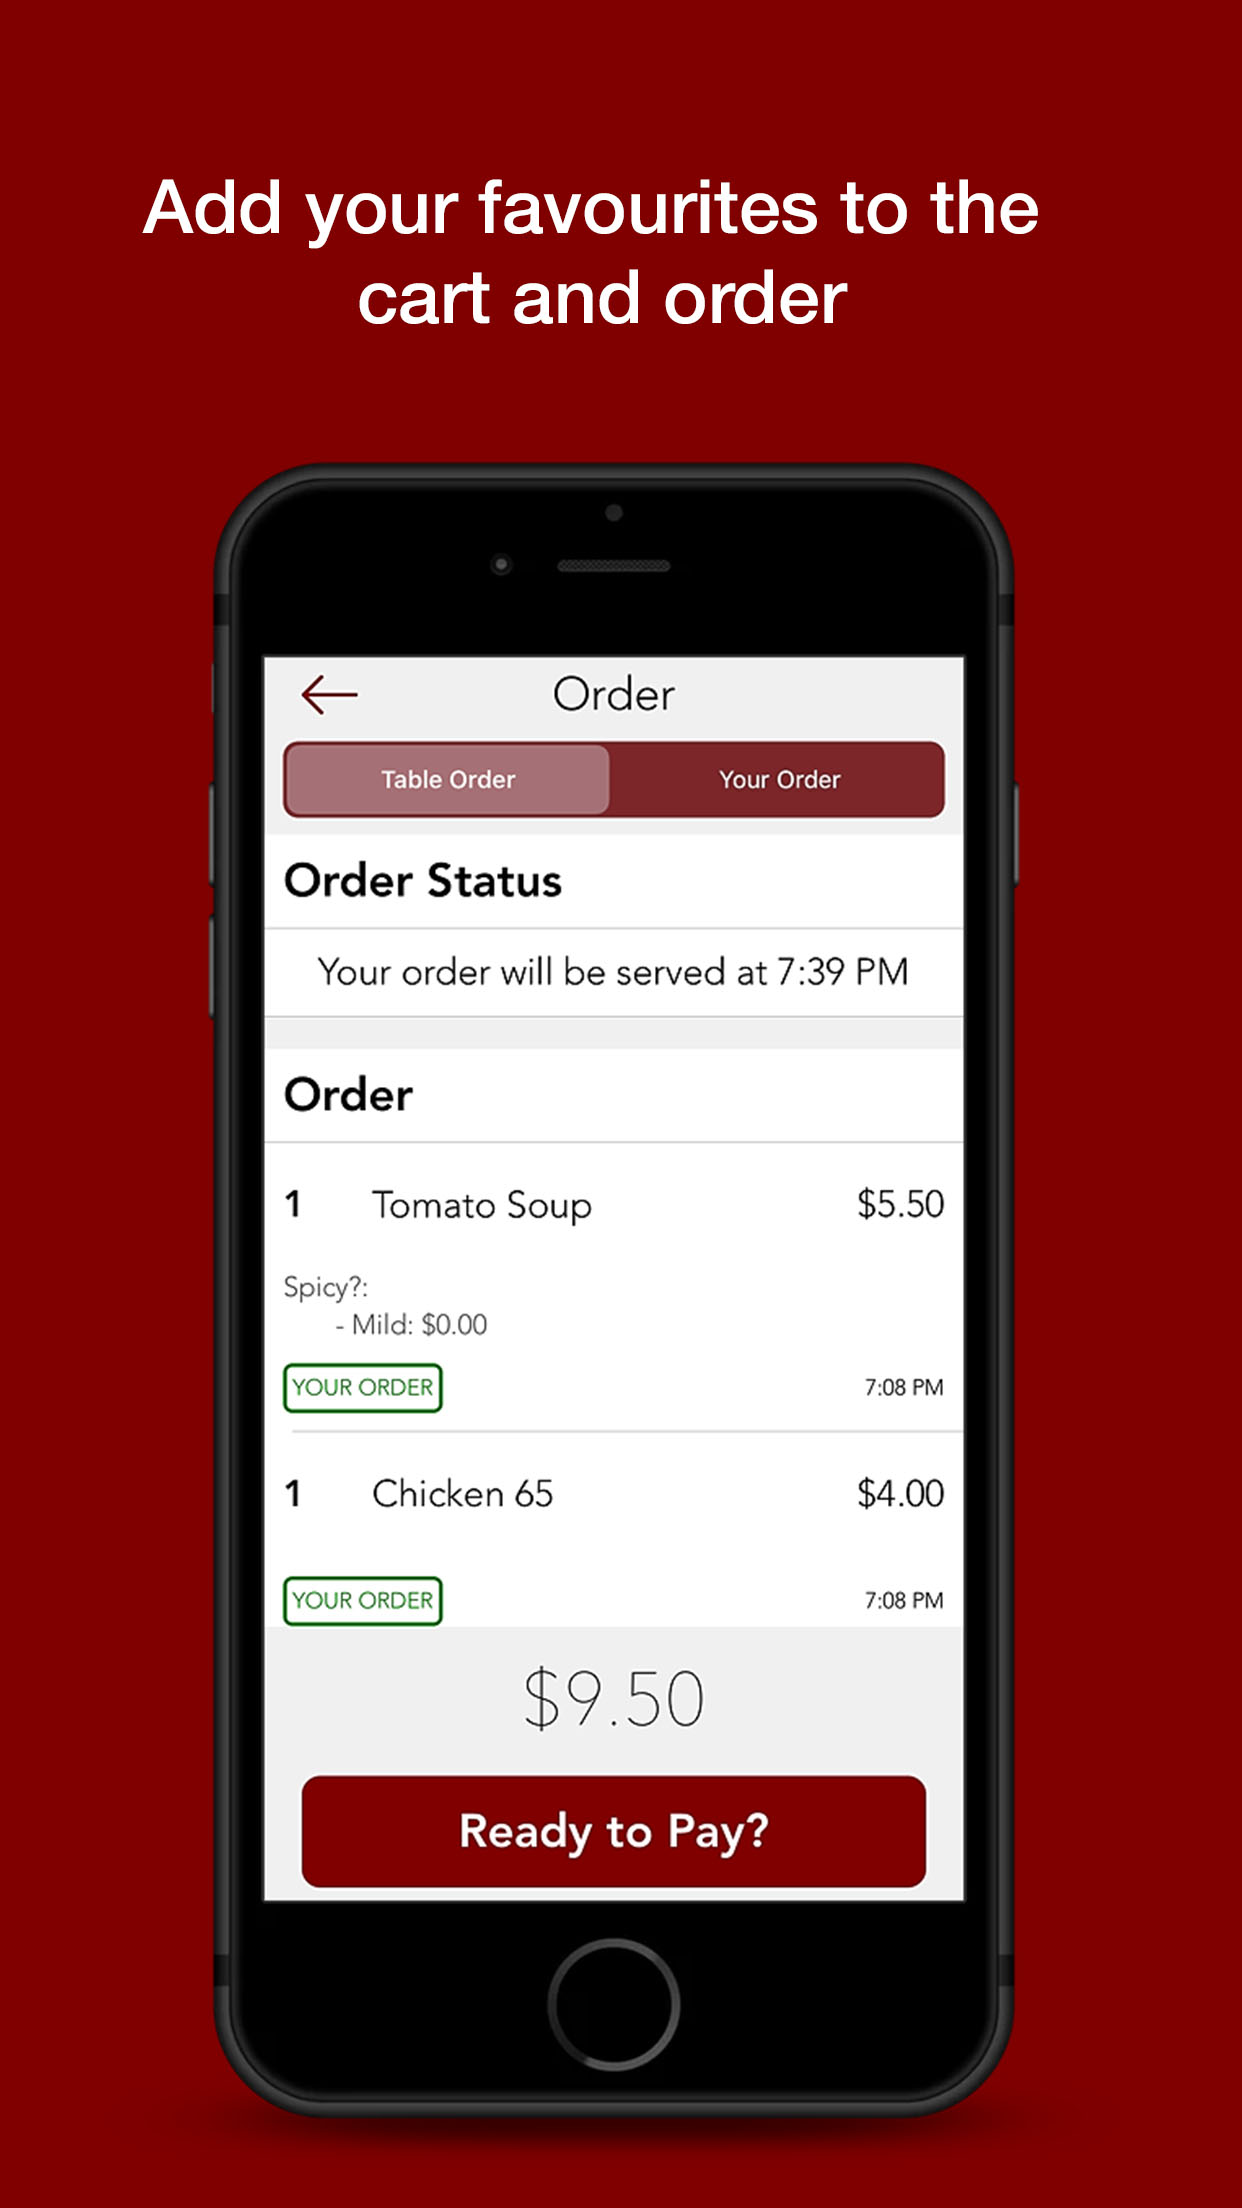 Add your favourites to the
cart and order
Order
Table Order
Your Order
Order Status
Your order will be served at 7:39 PM
Order
1 Tomato Soup $5.50
Spicy?:
- Mild: $0.00
YOUR ORDER 7:08 PM
1 Chicken 65 $4.00
YOUR ORDER 7:08 PM
$9.50
Ready to Pay?